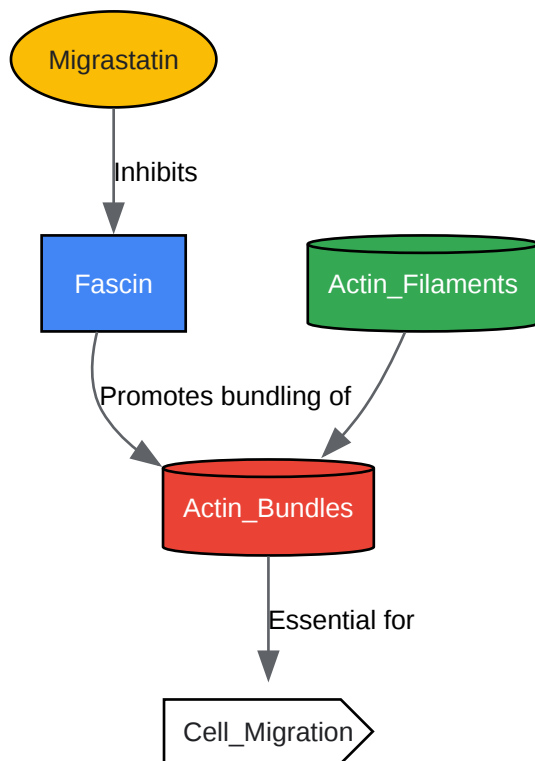 Migrastatin
Inhibits
Fascin
Actin_Filaments
Promotes bundling of
Actin_Bundles
Essential for
Cell_Migration